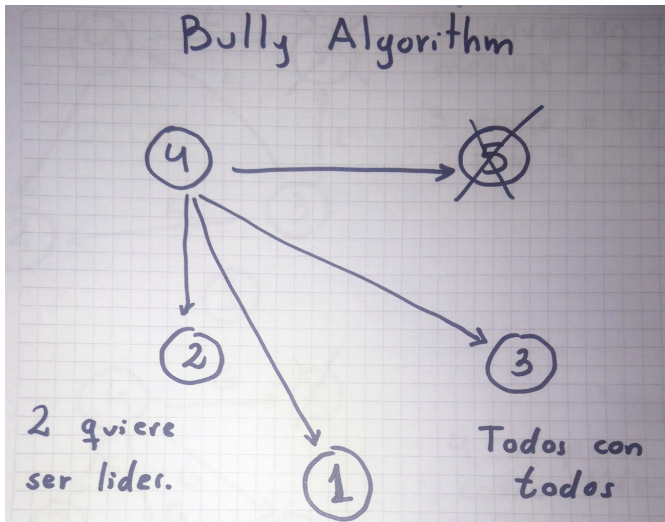 Bully Algorithm
4
5
2
3
1
2 quiere
ser lider.
Todos con
todos